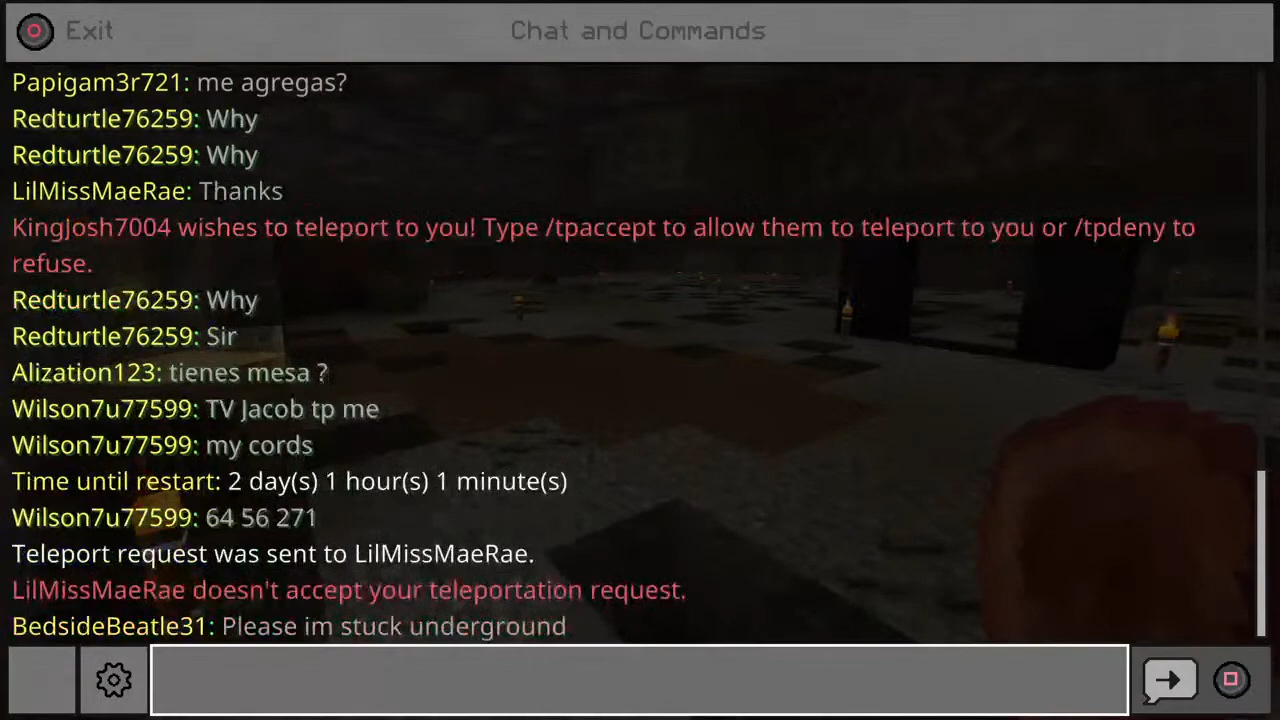 Exit
Chat and Commands
Papigam3r721: me agregas?
Redturtle76259: Why
Redturtle76259: Why
LilMissMaeRae: Thanks
KingJosh7004 wishes to teleport to you! Type /tpaccept to allow them to teleport to you or /tpdeny to
refuse.
Redturtle76259: Why
Redturtle76259: Sir
Alization123: tienes mesa ?
Wilson7u77599: TV Jacob tp me
Wilson7u77599: my cords
Time until restart: 2 day(s) 1 hour(s) 1 minute(s)
Wilson7u77599: 64 56 271
Teleport request was sent to LilMissMaeRae.
LilMissMaeRae doesn't accept your teleportation request.
BedsideBeatle31: Please im stuck underground